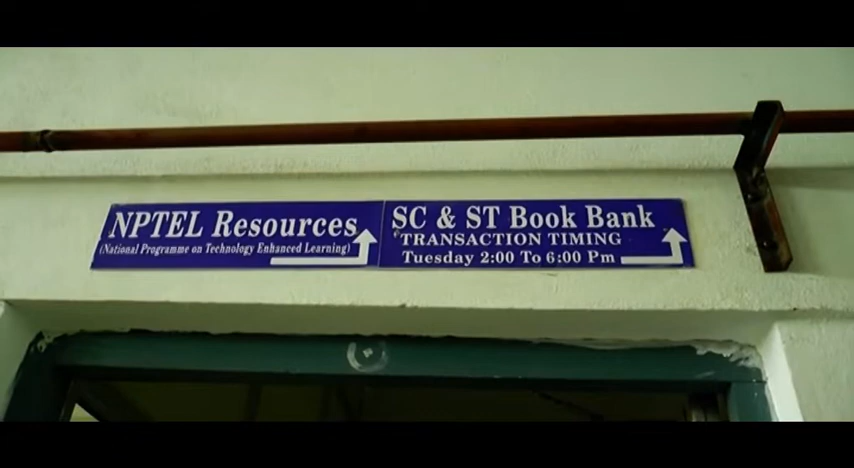 NPTEL Resources
(National Programme on Technology Enhanced Learning)
SC & ST Book Bank
TRANSACTION TIMING
Tuesday 2:00 To 6:00 Pm